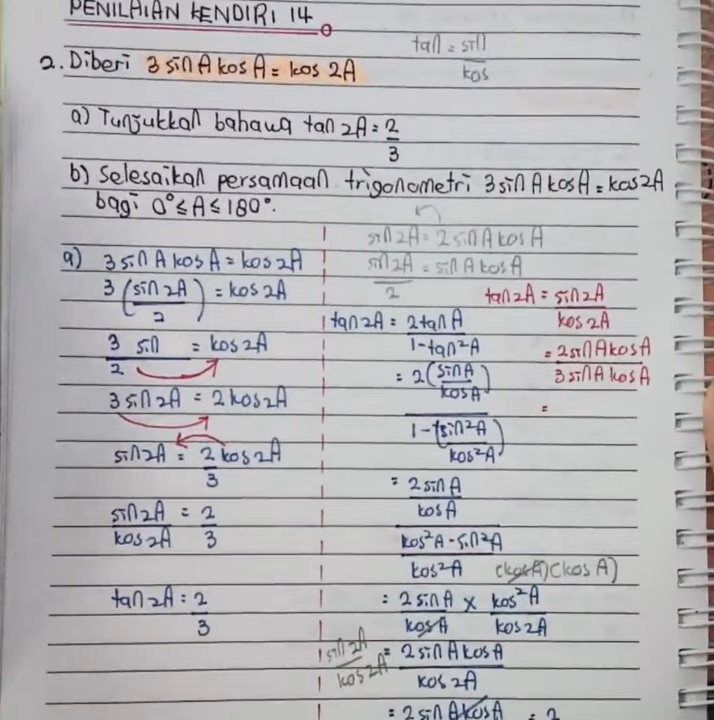 PENILAIAN KENDIRI 14
tan = sin
kos
2. Diberi 3 sin A kos A = kos 2A
a) Tunjukkan bahawa tan 2A = 2
3
b) Selesaikan persamaan trigonometri 3 sin A kos A = kos 2A
bagi 0° ≤ A ≤ 180°.
a) 3 sin A kos A = kos 2A
3 (sin 2A) = kos 2A
2
3 sin = kos 2A
2
3 sin 2A = 2 kos 2A
sin 2A = 2 kos 2A
3
sin 2A = 2
kos 2A 3
tan 2A = 2
3
sin 2A = 2 sin A kos A
sin 2A = sin A kos A
2
tan 2A = 2 tan A
1 - tan² A
= 2 (sin A)
kos A
1 - (sin² A)
kos² A
= 2 sin A
kos A
kos² A - sin² A
kos² A (kos A)(kos A)
= 2 sin A × kos² A
kos A kos 2A
sin 2A = 2 sin A kos A
kos 2A kos 2A
= 2 sin A kos A = 2
tan 2A = sin 2A
kos 2A
= 2 sin A kos A
3 sin A kos A
=